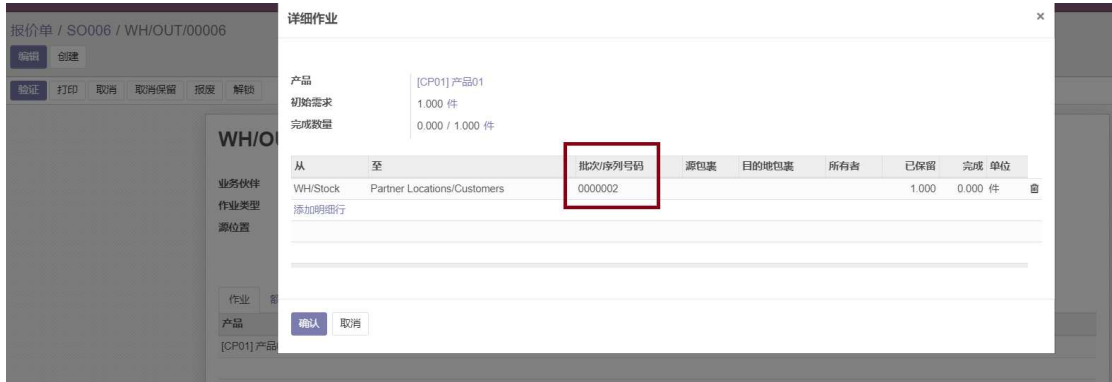 报价单 / SO006 / WH/OUT/00006
编辑 创建
验证 打印 取消 取消保留 报废 解锁
WH/OU
业务伙伴
作业类型
源位置
作业
产品
[CP01] 产品
详细作业 ×
产品 [CP01] 产品01
初始需求 1.000 件
完成数量 0.000 / 1.000 件
从 至 批次/序列号码 源包裹 目的地包裹 所有者 已保留 完成 单位
WH/Stock Partner Locations/Customers 0000002 1.000 0.000 件
添加明细行
确认 取消